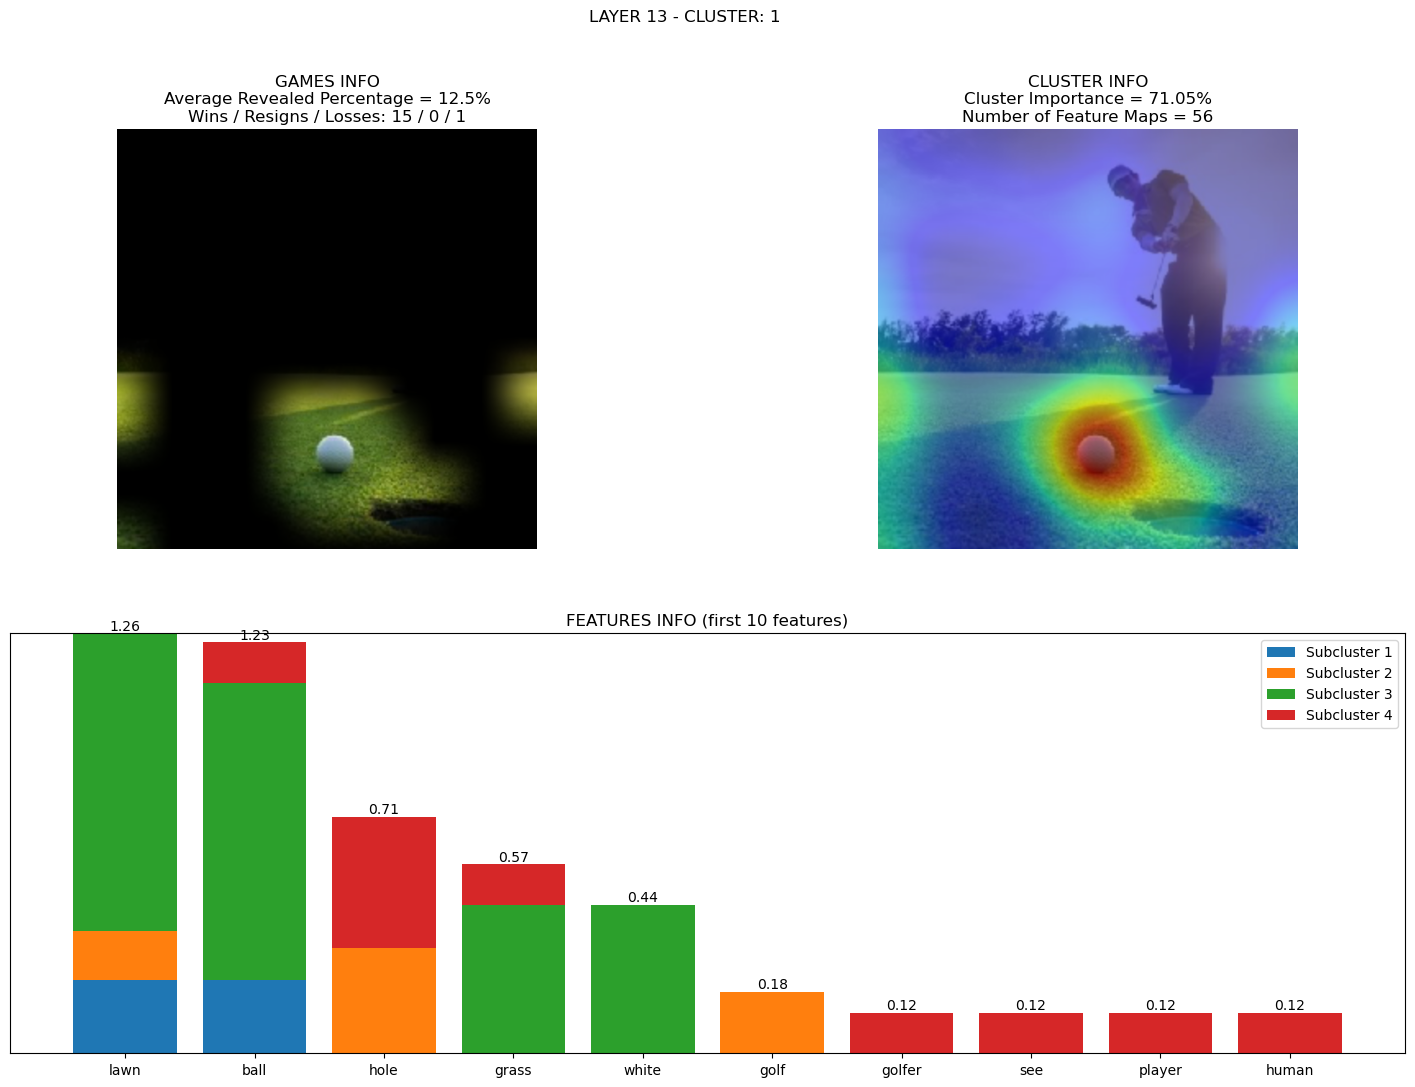 LAYER 13 - CLUSTER: 1
GAMES INFO
Average Revealed Percentage = 12.5%
Wins / Resigns / Losses: 15 / 0 / 1
CLUSTER INFO
Cluster Importance = 71.05%
Number of Feature Maps = 56
FEATURES INFO (first 10 features)
1.26
1.23
0.71
0.57
0.44
0.18
0.12
0.12
0.12
0.12
Subcluster 1
Subcluster 2
Subcluster 3
Subcluster 4
lawn
ball
hole
grass
white
golf
golfer
see
player
human